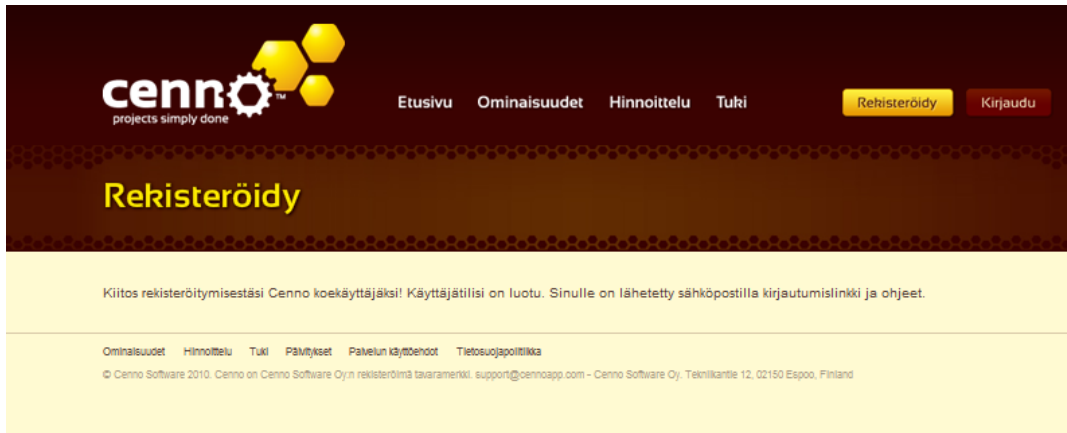 cenno™
projects simply done
Etusivu Ominaisuudet Hinnoittelu Tuki Rekisteröidy Kirjaudu
Rekisteröidy
Kiitos rekisteröitymisestäsi Cenno koekäyttäjäksi! Käyttäjätilisi on luotu. Sinulle on lähetetty sähköpostilla kirjautumislinkki ja ohjeet.
Ominaisuudet Hinnoittelu Tuki Päivitykset Palvelun käyttöehdot Tietosuojapolitiikka
© Cenno Software 2010. Cenno on Cenno Software Oy:n rekisteröimä tavaramerkki. support@cennoapp.com - Cenno Software Oy. Tekniikantie 12, 02150 Espoo, Finland